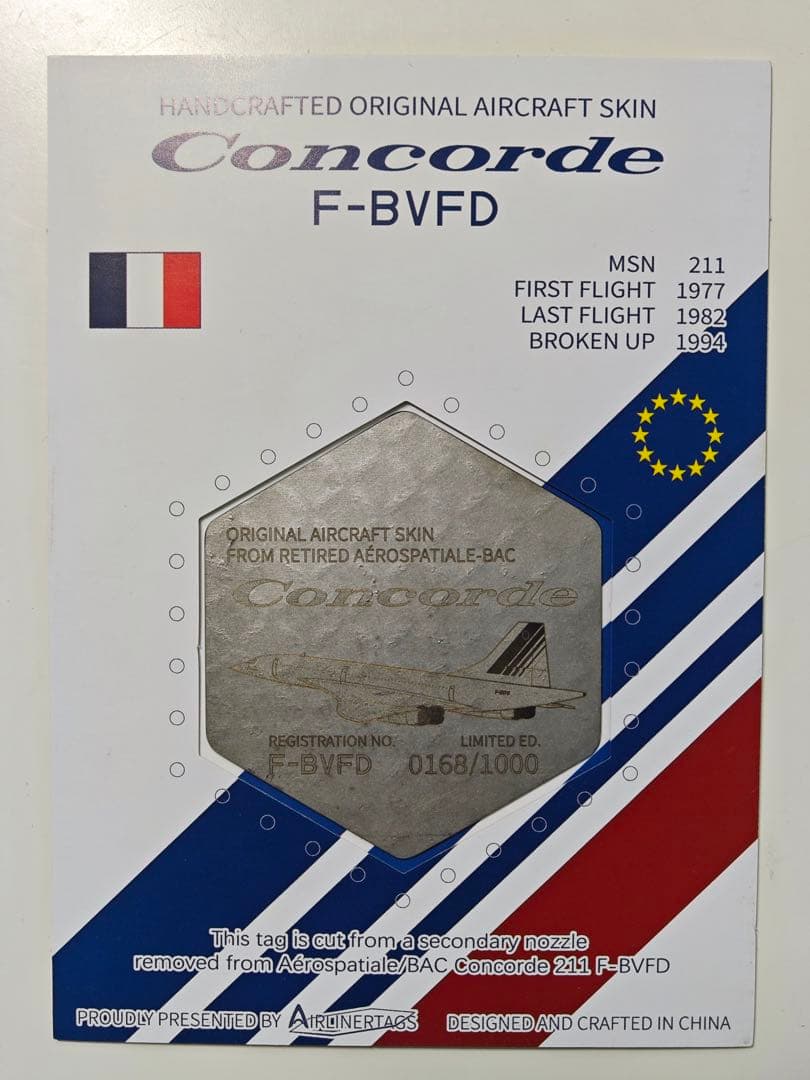 HANDCRAFTED ORIGINAL AIRCRAFT SKIN
Concorde
F-BVFD
MSN 211
FIRST FLIGHT 1977
LAST FLIGHT 1982
BROKEN UP 1994
ORIGINAL AIRCRAFT SKIN
FROM RETIRED AÉROSPATIALE-BAC
Concorde
REGISTRATION NO. LIMITED ED.
F-BVFD 0168/1000
This tag is cut from a secondary nozzle
removed from Aérospatiale/BAC Concorde 211 F-BVFD
PROUDLY PRESENTED BY AIRLINERTAGS DESIGNED AND CRAFTED IN CHINA